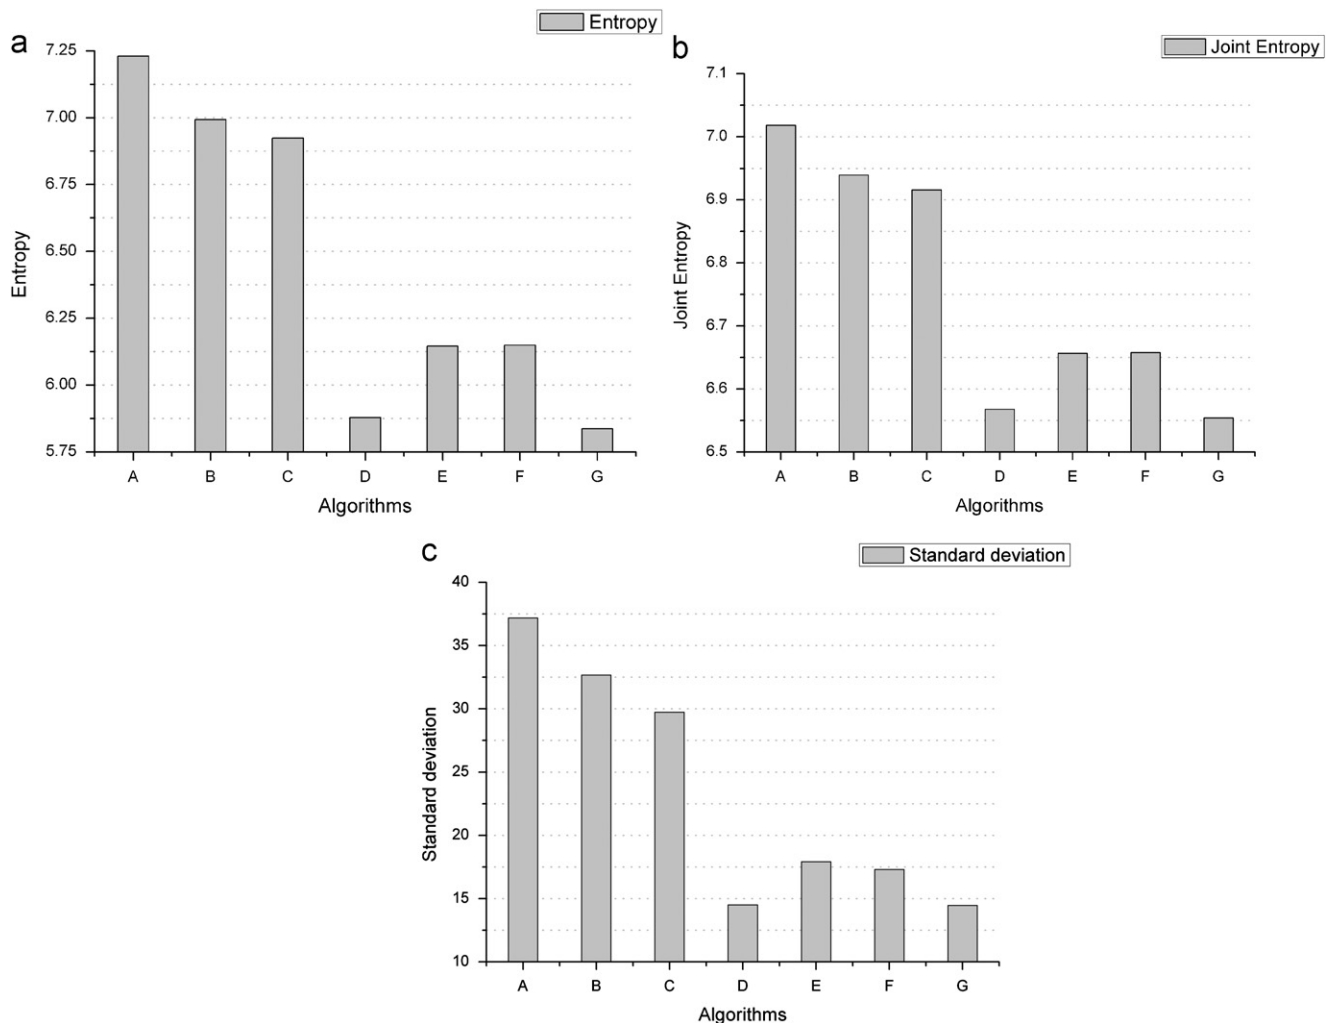 a
Entropy
7.25
7.00
6.75
6.50
6.25
6.00
5.75
Entropy
A B C D E F G
Algorithms
b
Joint Entropy
7.1
7.0
6.9
6.8
6.7
6.6
6.5
Joint Entropy
A B C D E F G
Algorithms
c
Standard deviation
40
35
30
25
20
15
10
Standard deviation
A B C D E F G
Algorithms